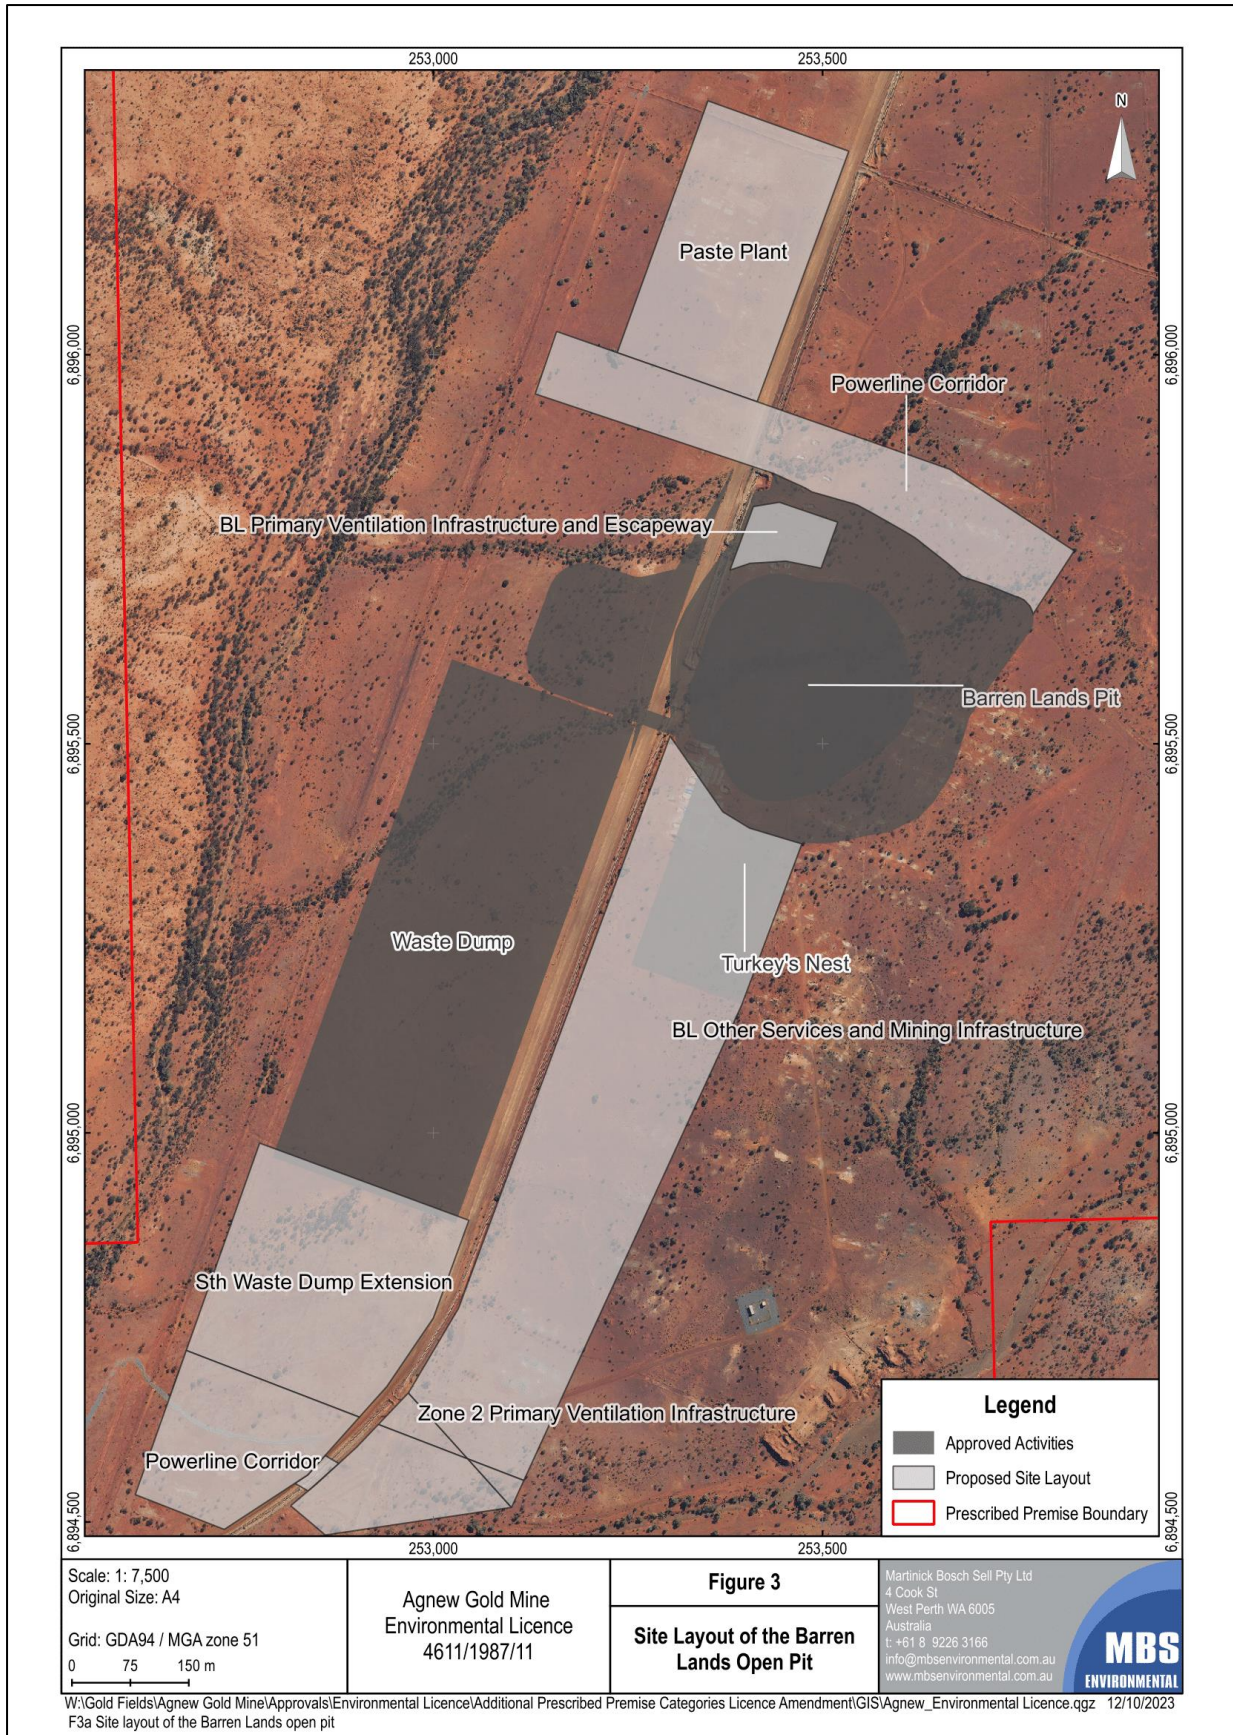 253,000
253,500
N
Paste Plant
6,896,000
6,896,000
Powerline Corridor
BL Primary Ventilation Infrastructure and Escapeway
Barren Lands Pit
6,895,500
6,895,500
Waste Dump
Turkey's Nest
BL Other Services and Mining Infrastructure
6,895,000
6,895,000
Sth Waste Dump Extension
Zone 2 Primary Ventilation Infrastructure
Powerline Corridor
6,894,500
6,894,500
Legend
Approved Activities
Proposed Site Layout
Prescribed Premise Boundary
253,000
253,500
Scale: 1: 7,500
Original Size: A4
Grid: GDA94 / MGA zone 51
0 75 150 m
Agnew Gold Mine
Environmental Licence
4611/1987/11
Figure 3
Site Layout of the Barren
Lands Open Pit
Martinick Bosch Sell Pty Ltd
4 Cook St
West Perth WA 6005
Australia
t: +61 8 9226 3166
info@mbsenvironmental.com.au
www.mbsenvironmental.com.au
MBS
ENVIRONMENTAL
W:\Gold Fields\Agnew Gold Mine\Approvals\Environmental Licence\Additional Prescribed Premise Categories Licence Amendment\GIS\Agnew_Environmental Licence.qgz 12/10/2023
F3a Site layout of the Barren Lands open pit